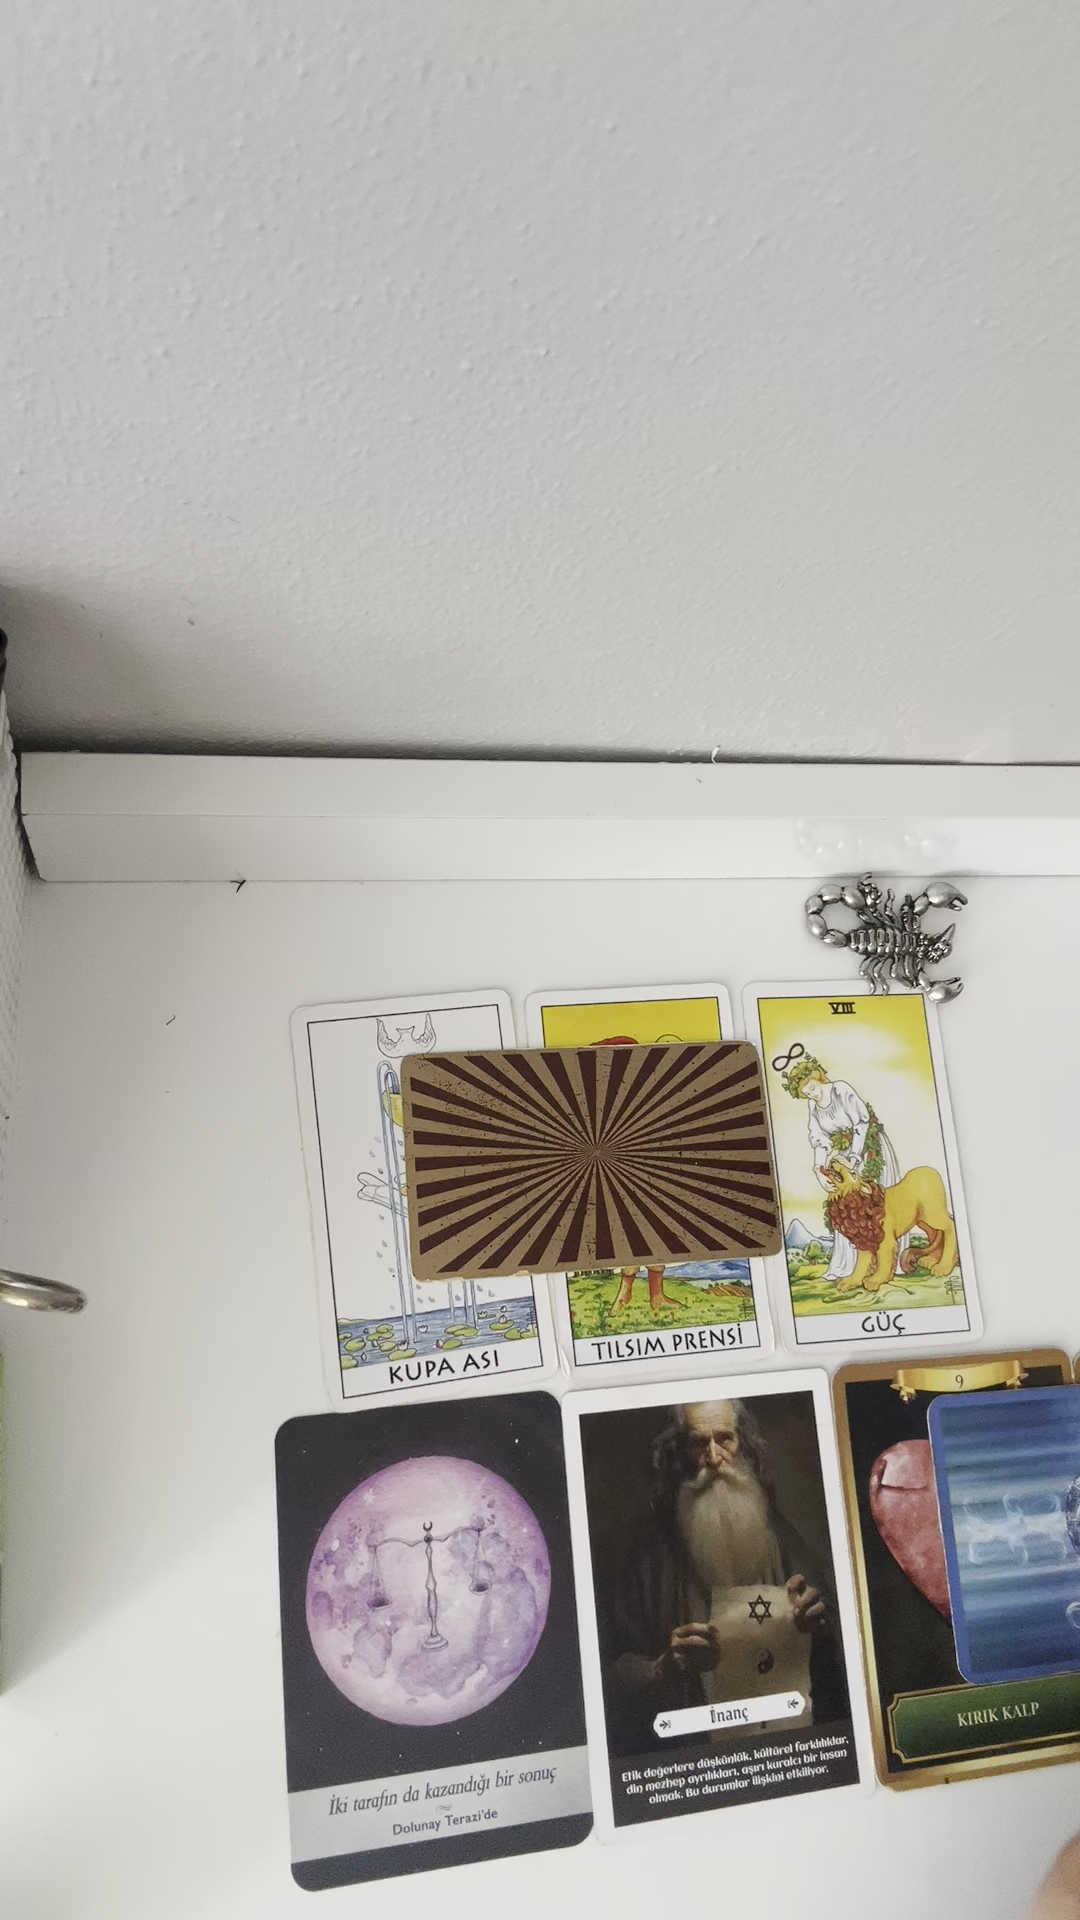 VIII
KUPA ASI
TILSIM PRENSİ
GÜÇ
9
İki tarafın da kazandığı bir sonuç
Dolunay Terazi'de
İnanç
Etik değerlere düşkünlük, kültürel farklılıklar,
din mezhep ayrılıkları, aşırı kuralcı bir insan
olmak. Bu durumlar ilişkini etkiliyor.
KIRIK KALP